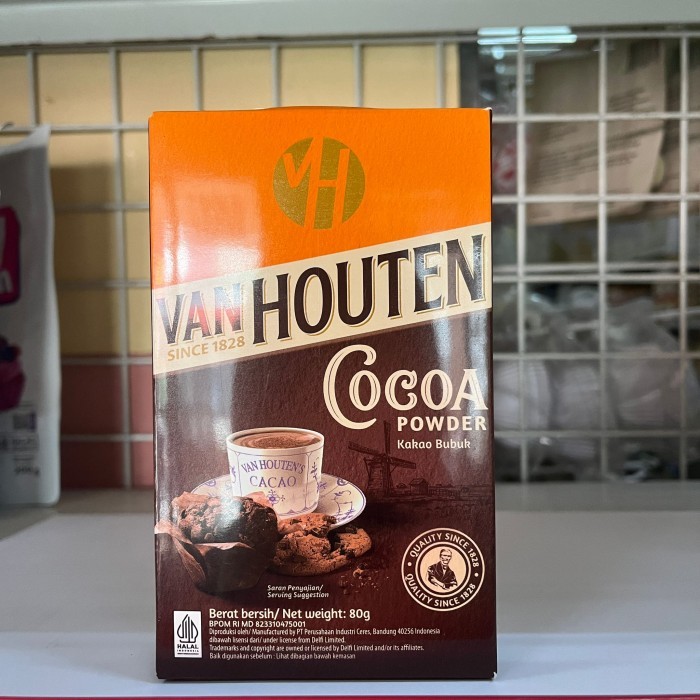 VH
VAN HOUTEN
SINCE 1828
COCOA
POWDER
Kakao Bubuk
VAN HOUTEN'S
CACAO
QUALITY SINCE 1828
QUALITY SINCE 1828
Saran Penyajian/
Serving Suggestion
Berat bersih/ Net weight: 80g
BPOM RI MD 823310475001
Diproduksi oleh/ Manufactured by PT Perusahaan Industri Ceres, Bandung 40256 Indonesia
dibawah lisensi dari/ under license from Delfi Limited.
Trademarks and copyright are owned or licensed by Delfi Limited and/or its affiliates.
Baik digunakan sebelum : Lihat dibagian bawah kemasan
HALAL
INDONESIA